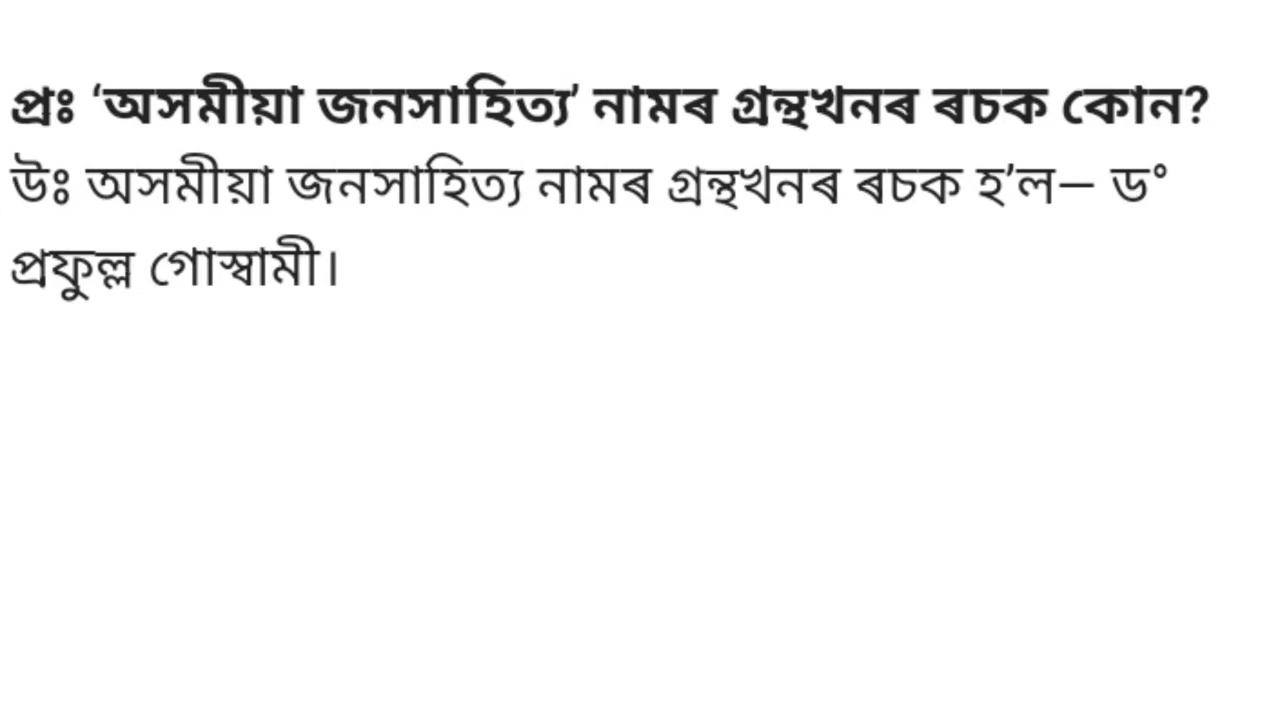 প্রঃ ‘অসমীয়া জনসাহিত্য’ নামৰ গ্ৰন্থখনৰ ৰচক কোন?
উঃ অসমীয়া জনসাহিত্য নামৰ গ্ৰন্থখনৰ ৰচক হ’ল— ড°
প্ৰফুল্ল গোস্বামী।